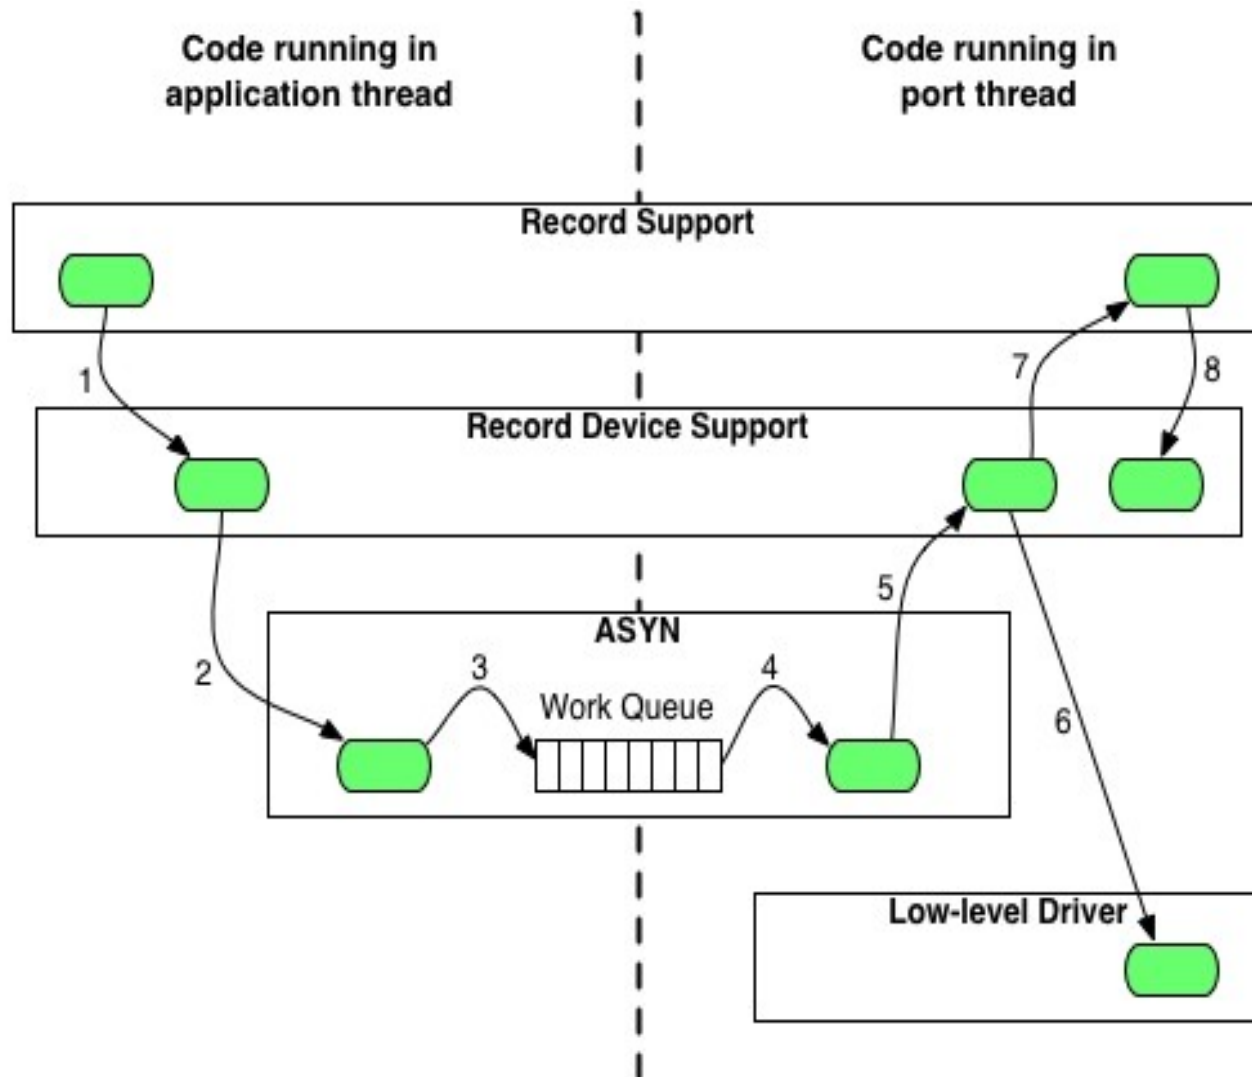 Code running in
application thread
Code running in
port thread
Record Support
1
7
8
Record Device Support
2
5
ASYN
3
4
Work Queue
6
Low-level Driver